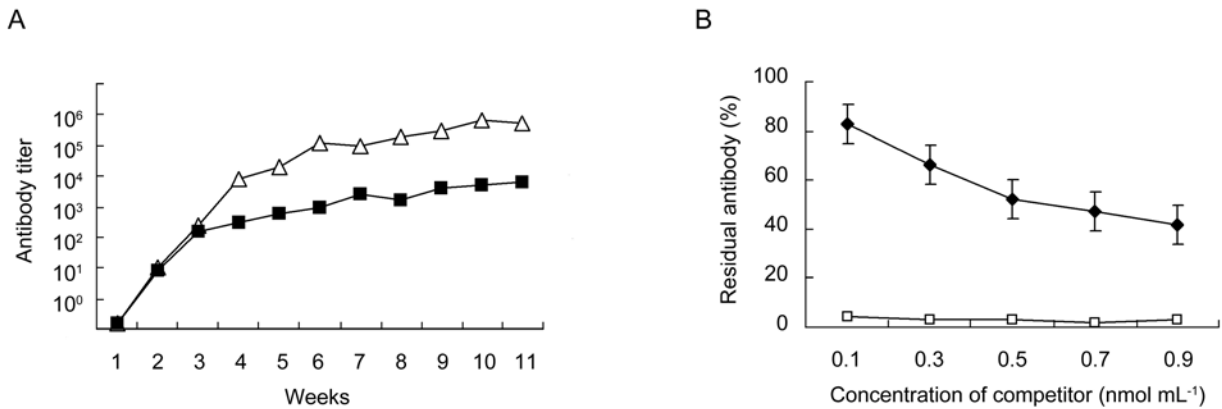 A
Antibody titer
10⁶
10⁵
10⁴
10³
10²
10¹
10⁰
1 2 3 4 5 6 7 8 9 10 11
Weeks
B
Residual antibody (%)
100
80
60
40
20
0
0.1 0.3 0.5 0.7 0.9
Concentration of competitor (nmol mL⁻¹)